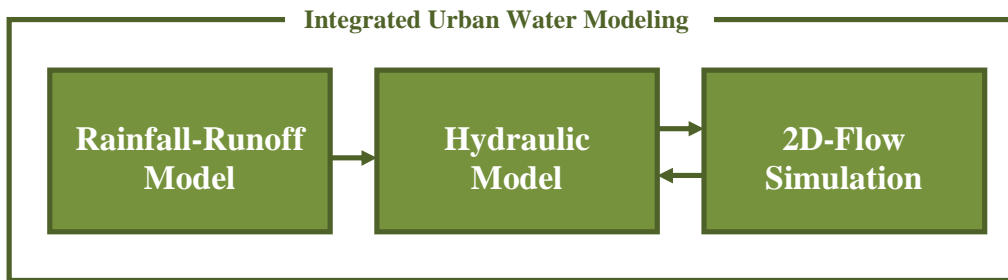 Integrated Urban Water Modeling
Rainfall-Runoff
Model
Hydraulic
Model
2D-Flow
Simulation